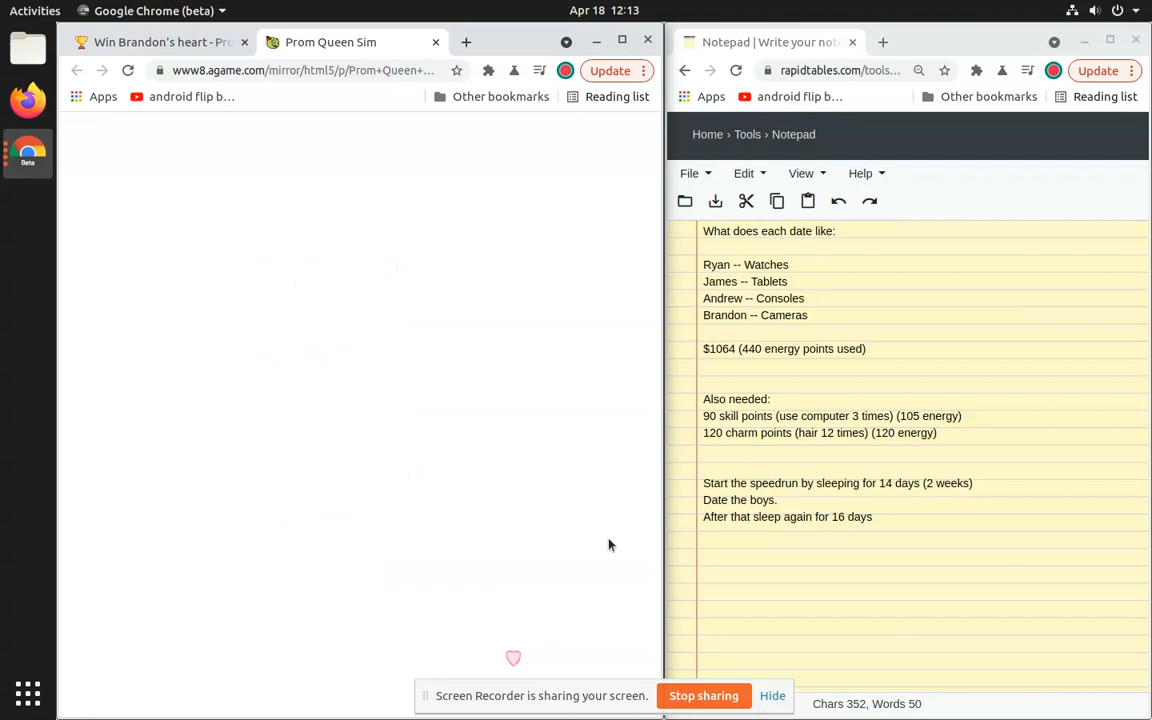 Activities
Google Chrome (beta)
Apr 18 12:13
Win Brandon's heart - Pro
Prom Queen Sim
www8.agame.com/mirror/html5/p/Prom+Queen+...
Update
Apps
android flip b...
Other bookmarks
Reading list
Notepad | Write your note
rapidtables.com/tools...
Update
Apps
android flip b...
Other bookmarks
Reading list
Home › Tools › Notepad
File
Edit
View
Help
What does each date like:
Ryan -- Watches
James -- Tablets
Andrew -- Consoles
Brandon -- Cameras
$1064 (440 energy points used)
Also needed:
90 skill points (use computer 3 times) (105 energy)
120 charm points (hair 12 times) (120 energy)
Start the speedrun by sleeping for 14 days (2 weeks)
Date the boys.
After that sleep again for 16 days
Beta
Screen Recorder is sharing your screen.
Stop sharing
Hide
Chars 352, Words 50